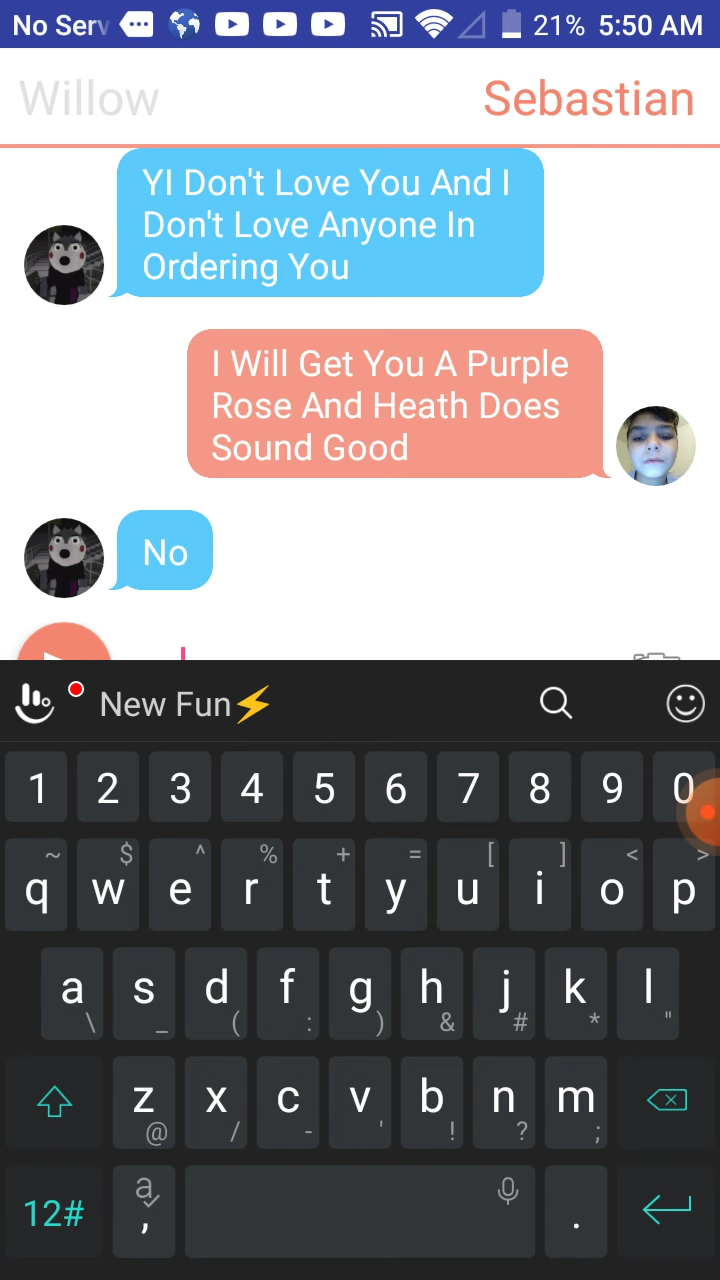 No Serv 21% 5:50 AM
Willow Sebastian
YI Don't Love You And I
Don't Love Anyone In
Ordering You
I Will Get You A Purple
Rose And Heath Does
Sound Good
No
New Fun⚡
1 2 3 4 5 6 7 8 9 0
~ $ ^ % + = [ ] < >
q w e r t y u i o p
a s d f g h j k l
\ _ ( : ) & # * "
z x c v b n m
@ / - ' ! ? ;
12# a , .